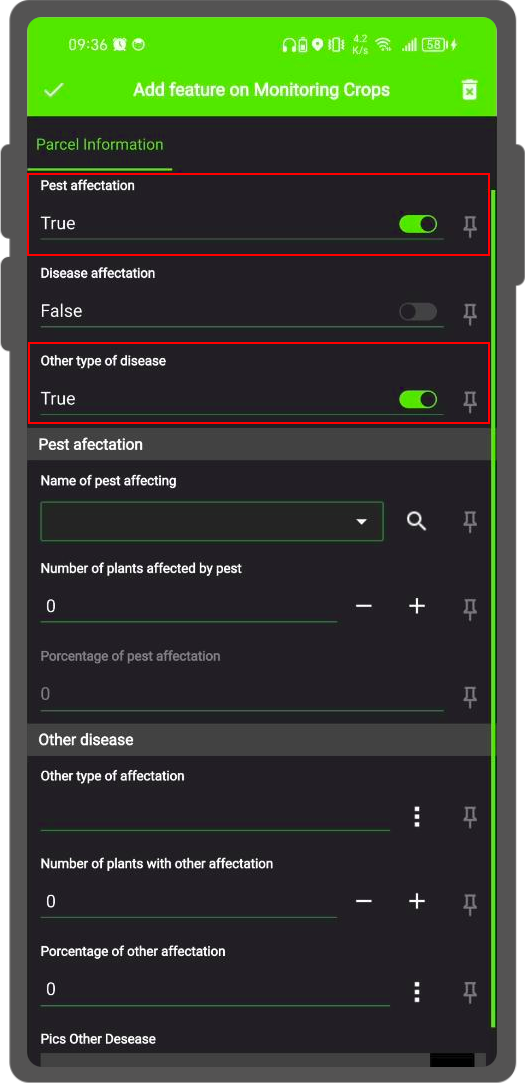 09:36 4.2 K/s 58
Add feature on Monitoring Crops
Parcel Information
Pest affectation
True
Disease affectation
False
Other type of disease
True
Pest afectation
Name of pest affecting
Number of plants affected by pest
0
Porcentage of pest affectation
0
Other disease
Other type of affectation
Number of plants with other affectation
0
Porcentage of other affectation
0
Pics Other Desease